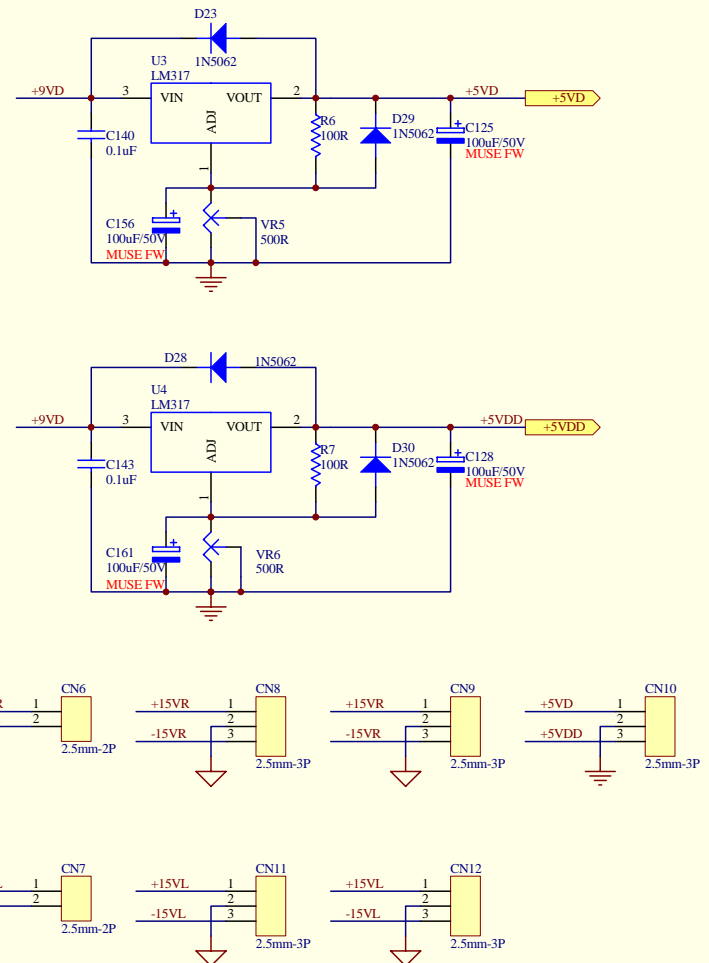 D23
1N5062
U3
LM317
+9VD
3
VIN
VOUT
2
+5VD
+5VD
ADJ
1
C140
0.1uF
R6
100R
D29
1N5062
C125
100uF/50V
MUSE FW
C156
100uF/50V
MUSE FW
VR5
500R
D28
1N5062
U4
LM317
+9VD
3
VIN
VOUT
2
+5VDD
+5VDD
ADJ
1
C143
0.1uF
R7
100R
D30
1N5062
C128
100uF/50V
MUSE FW
C161
100uF/50V
MUSE FW
VR6
500R
CN6
R
1
2
2.5mm-2P
CN8
+15VR
1
2
-15VR
3
2.5mm-3P
CN9
+15VR
1
2
-15VR
3
2.5mm-3P
CN10
+5VD
1
2
+5VDD
3
2.5mm-3P
CN7
L
1
2
2.5mm-2P
CN11
+15VL
1
2
-15VL
3
2.5mm-3P
CN12
+15VL
1
2
-15VL
3
2.5mm-3P